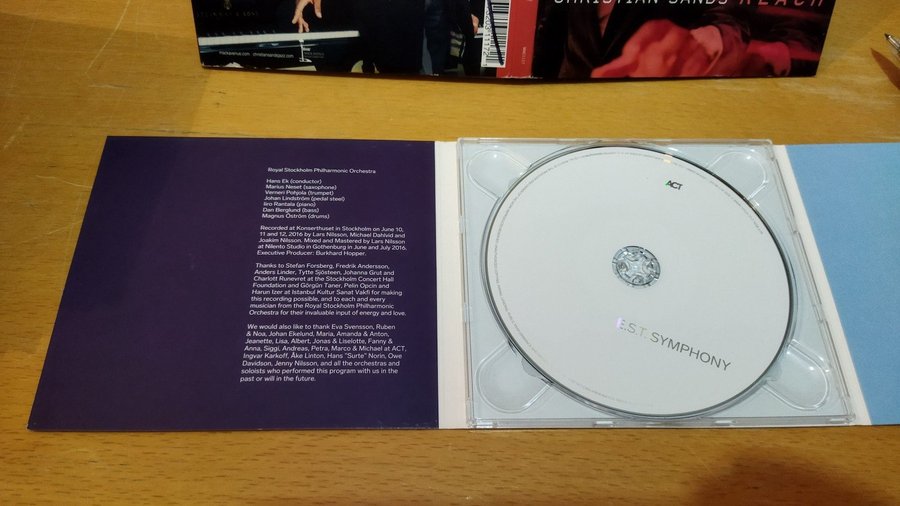 mackavenue.com christiansandsjazz.com
CHRISTIAN SANDS REACH
Royal Stockholm Philharmonic Orchestra
Hans Ek (conductor)
Marius Neset (saxophone)
Verneri Pohjola (trumpet)
Johan Lindström (pedal steel)
Iiro Rantala (piano)
Dan Berglund (bass)
Magnus Öström (drums)
Recorded at Konserthuset in Stockholm on June 10,
11 and 12, 2016 by Lars Nilsson, Michael Dahlvid and
Joakim Nilsson. Mixed and Mastered by Lars Nilsson
at Nilento Studio in Gothenburg in June and July 2016.
Executive Producer: Burkhard Hopper.
Thanks to Stefan Forsberg, Fredrik Andersson,
Anders Linder, Tytte Sjösteen, Johanna Grut and
Charlott Runevret at the Stockholm Concert Hall
Foundation and Görgün Taner, Pelin Opcin and
Harun Izer at Istanbul Kultur Sanat Vakfi for making
this recording possible, and to each and every
musician from the Royal Stockholm Philharmonic
Orchestra for their invaluable input of energy and love.
We would also like to thank Eva Svensson, Ruben
& Noa, Johan Ekelund, Maria, Amanda & Anton,
Jeanette, Lisa, Albert, Jonas & Liselotte, Fanny &
Anna, Siggi, Andreas, Petra, Marco & Michael at ACT,
Ingvar Karkoff, Åke Linton, Hans "Surte" Norin, Owe
Davidson, Jenny Nilsson, and all the orchestras and
soloists who performed this program with us in the
past or will in the future.
ACT
E.S.T. SYMPHONY